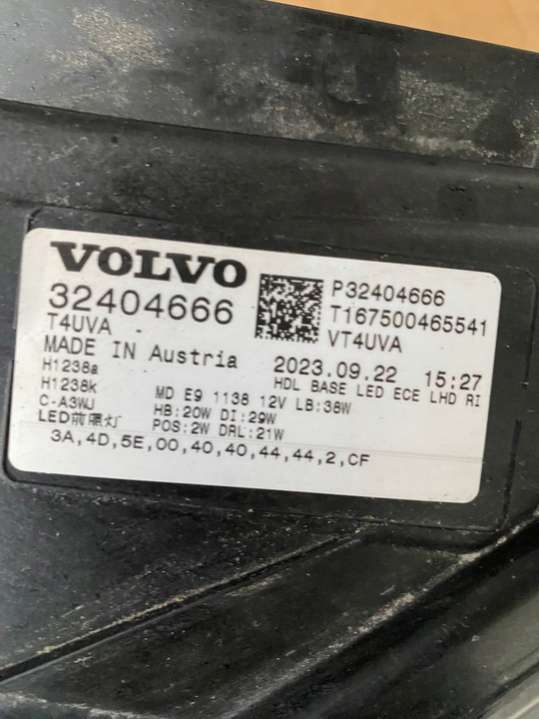 VOLVO
32404666
T4UVA
MADE IN Austria
P32404666
T167500465541
VT4UVA
2023.09.22 15:27
HDL BASE LED ECE LHD RI
H1238a
H1238k
C-A3WJ
LED前照灯
MD E9 1138 12V LB:38W
HB:20W DI:29W
POS:2W DRL:21W
3A,4D,5E,00,40,40,44,44,2,CF